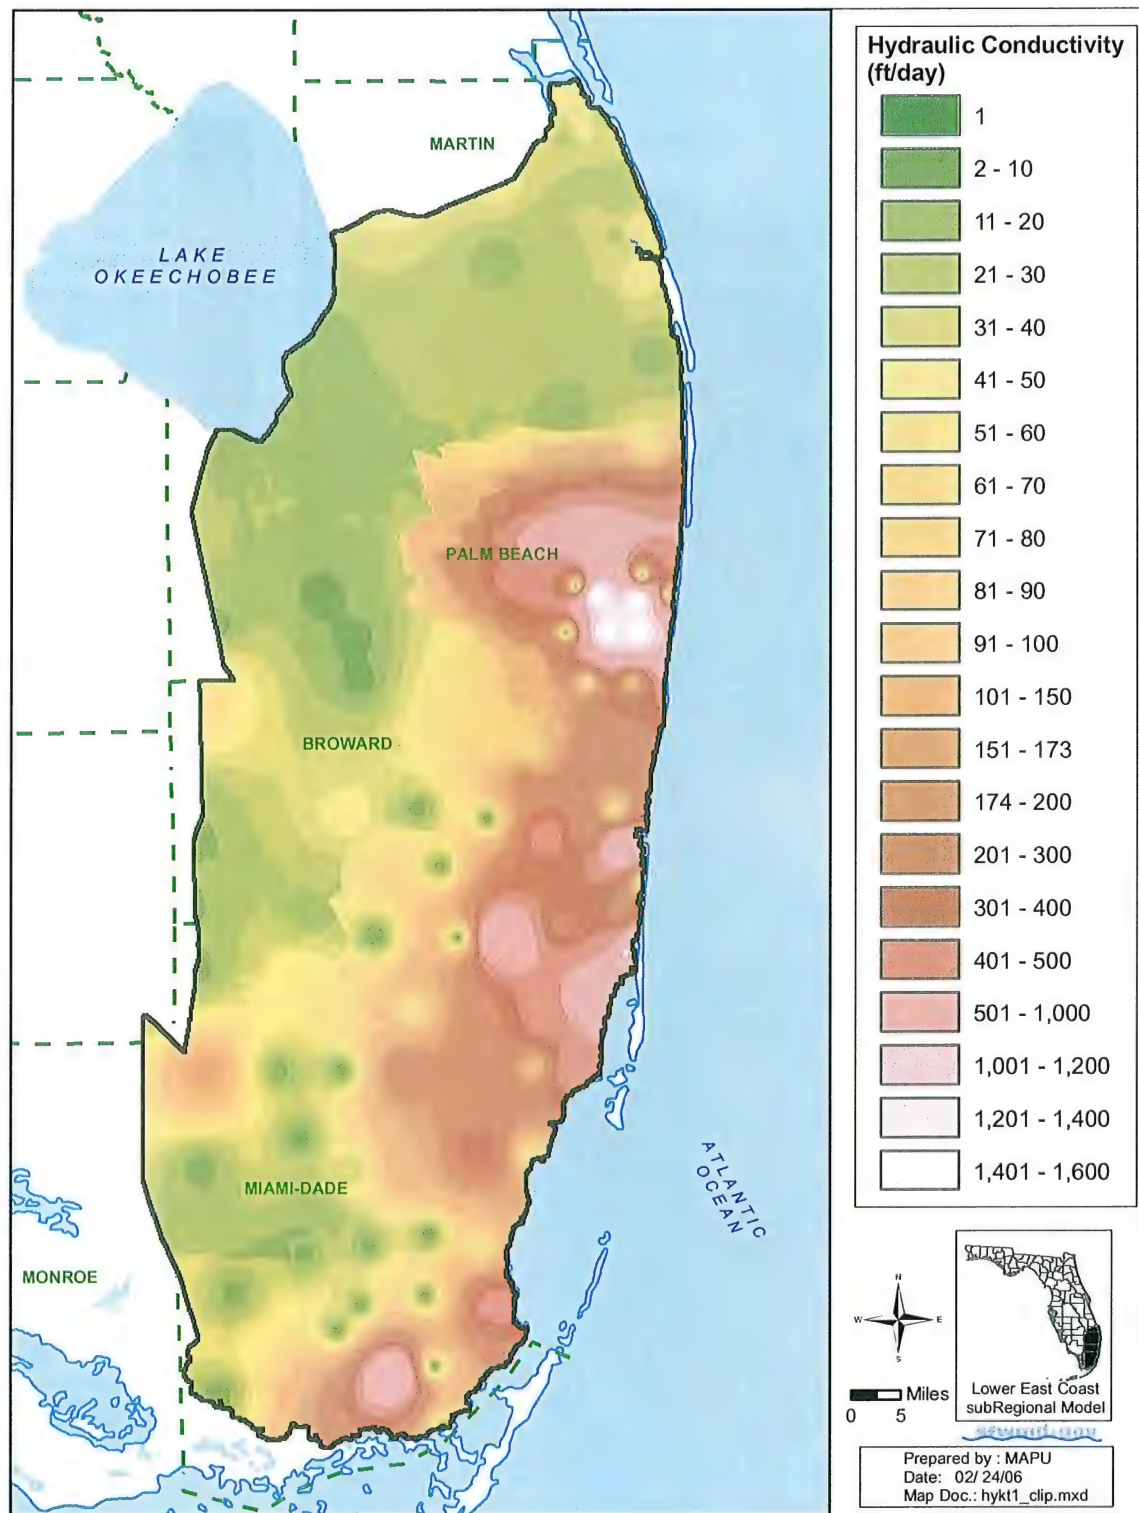 MARTIN
LAKE
OKEECHOBEE
PALM BEACH
BROWARD
MIAMI-DADE
MONROE
ATLANTIC
OCEAN
Hydraulic Conductivity
(ft/day)
1
2 - 10
11 - 20
21 - 30
31 - 40
41 - 50
51 - 60
61 - 70
71 - 80
81 - 90
91 - 100
101 - 150
151 - 173
174 - 200
201 - 300
301 - 400
401 - 500
501 - 1,000
1,001 - 1,200
1,201 - 1,400
1,401 - 1,600
N
W E
S
Miles
0 5
Lower East Coast
subRegional Model
sfwmd.gov
Prepared by : MAPU
Date: 02/ 24/06
Map Doc.: hykt1_clip.mxd